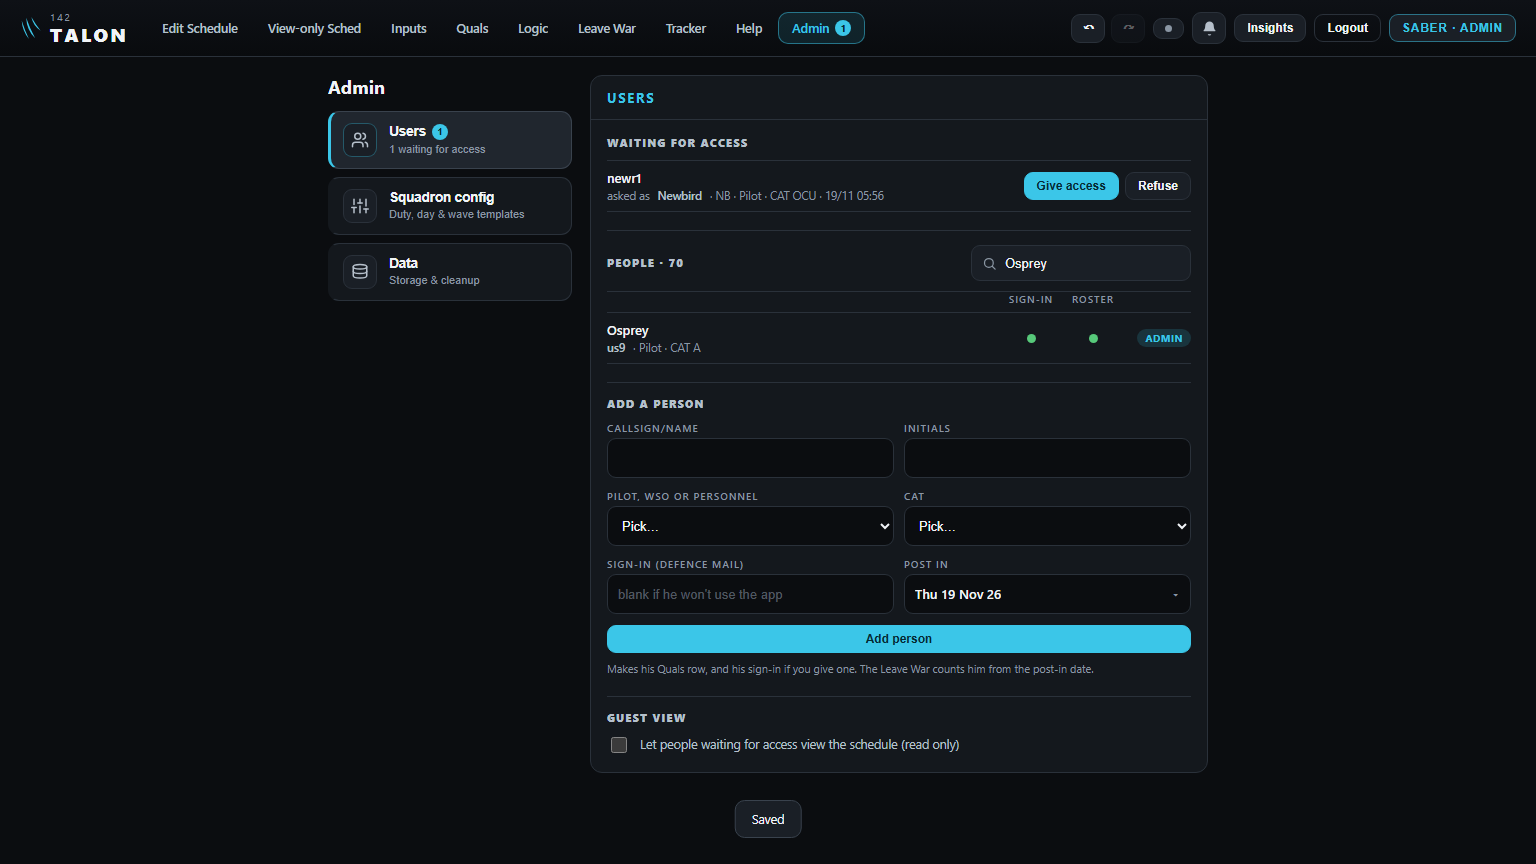 142
TALON
Edit Schedule
View-only Sched
Inputs
Quals
Logic
Leave War
Tracker
Help
Admin 1
Insights
Logout
SABER · ADMIN
Admin
Users 1
1 waiting for access
Squadron config
Duty, day & wave templates
Data
Storage & cleanup
USERS
WAITING FOR ACCESS
newr1
asked as Newbird · NB · Pilot · CAT OCU · 19/11 05:56
Give access
Refuse
PEOPLE · 70
Osprey
SIGN-IN ROSTER
Osprey
us9 · Pilot · CAT A
ADMIN
ADD A PERSON
CALLSIGN/NAME
INITIALS
PILOT, WSO OR PERSONNEL
CAT
Pick...
Pick...
SIGN-IN (DEFENCE MAIL)
POST IN
blank if he won't use the app
Thu 19 Nov 26
Add person
Makes his Quals row, and his sign-in if you give one. The Leave War counts him from the post-in date.
GUEST VIEW
Let people waiting for access view the schedule (read only)
Saved